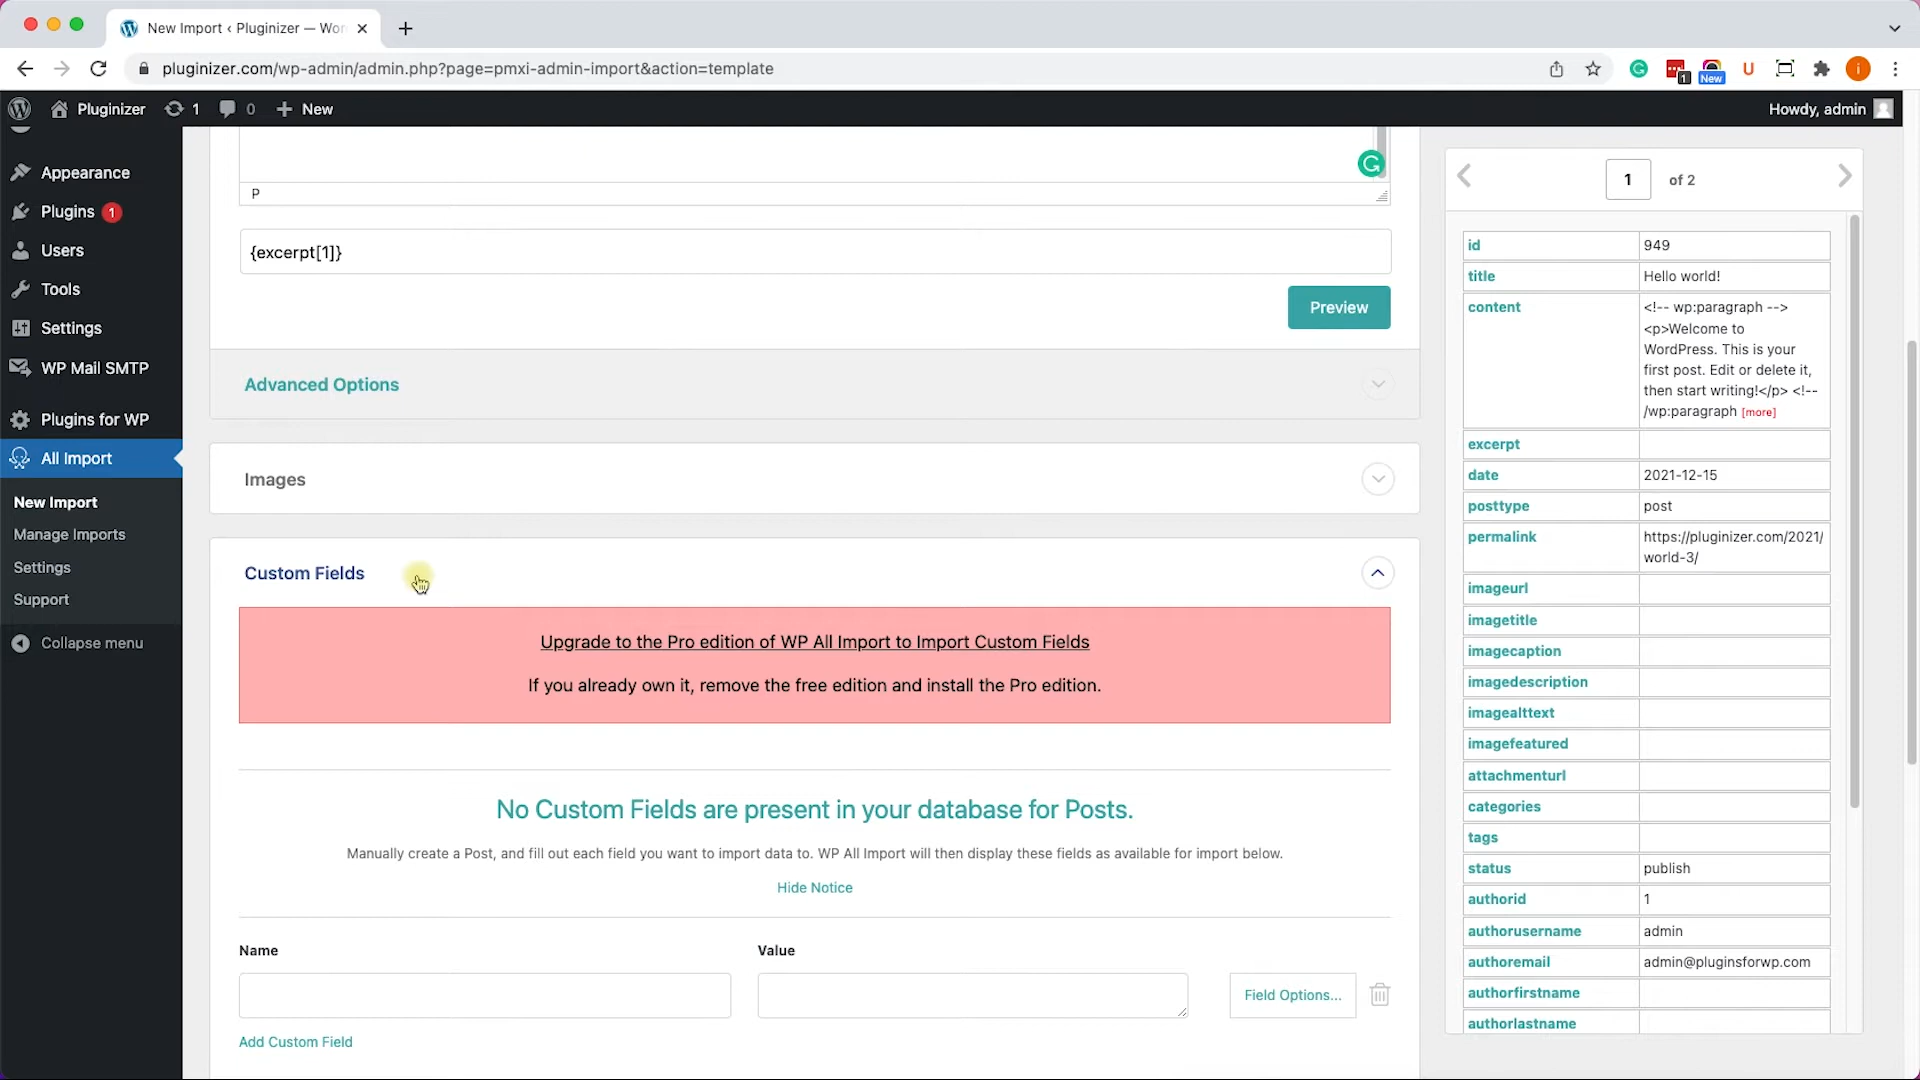 New Import ‹ Pluginizer — Wor
pluginizer.com/wp-admin/admin.php?page=pmxi-admin-import&action=template
1
New
U
i
Pluginizer
1
0
New
Howdy, admin
Appearance
Plugins 1
Users
Tools
Settings
WP Mail SMTP
Plugins for WP
All Import
New Import
Manage Imports
Settings
Support
Collapse menu
P
{excerpt[1]}
Preview
Advanced Options
Images
Custom Fields
Upgrade to the Pro edition of WP All Import to Import Custom Fields
If you already own it, remove the free edition and install the Pro edition.
No Custom Fields are present in your database for Posts.
Manually create a Post, and fill out each field you want to import data to. WP All Import will then display these fields as available for import below.
Hide Notice
Name Value
Field Options...
Add Custom Field
1 of 2
id 949
title Hello world!
content <!-- wp:paragraph -->
<p>Welcome to
WordPress. This is your
first post. Edit or delete it,
then start writing!</p> <!--
/wp:paragraph [more]
excerpt
date 2021-12-15
posttype post
permalink https://pluginizer.com/2021/
world-3/
imageurl
imagetitle
imagecaption
imagedescription
imagealttext
imagefeatured
attachmenturl
categories
tags
status publish
authorid 1
authorusername admin
authoremail admin@pluginsforwp.com
authorfirstname
authorlastname